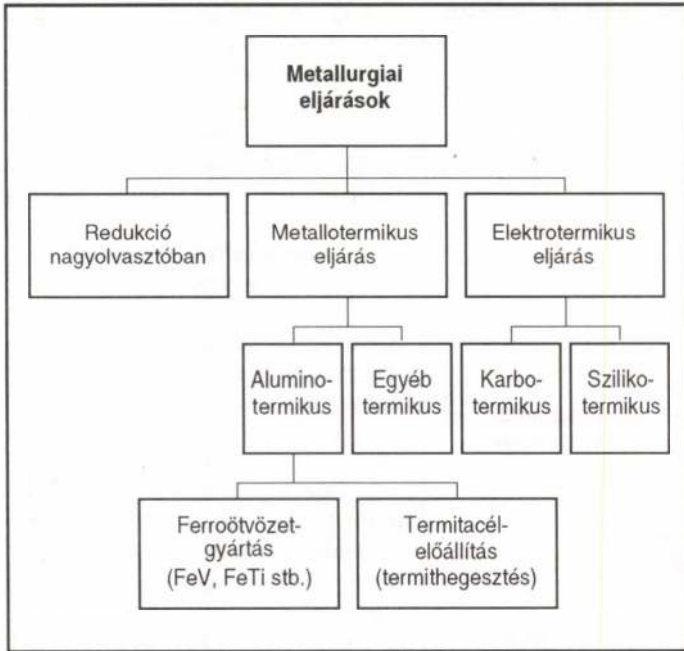 Metallurgiai
eljárások
Redukció
nagyolvasztóban
Metallotermikus
eljárás
Elektrotermikus
eljárás
Alumino-
termikus
Egyéb
termikus
Karbo-
termikus
Sziliko-
termikus
Ferroötvözet-
gyártás
(FeV, FeTi stb.)
Termitacél-
előállítás
(termithegesztés)